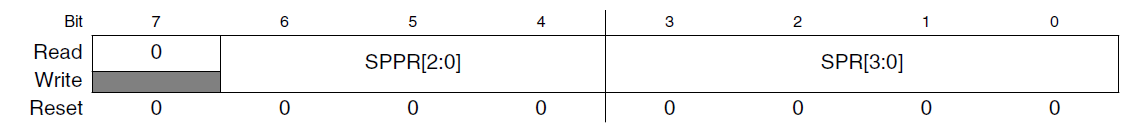 Bit 7 6 5 4 3 2 1 0
Read 0 SPPR[2:0] SPR[3:0]
Write
Reset 0 0 0 0 0 0 0 0